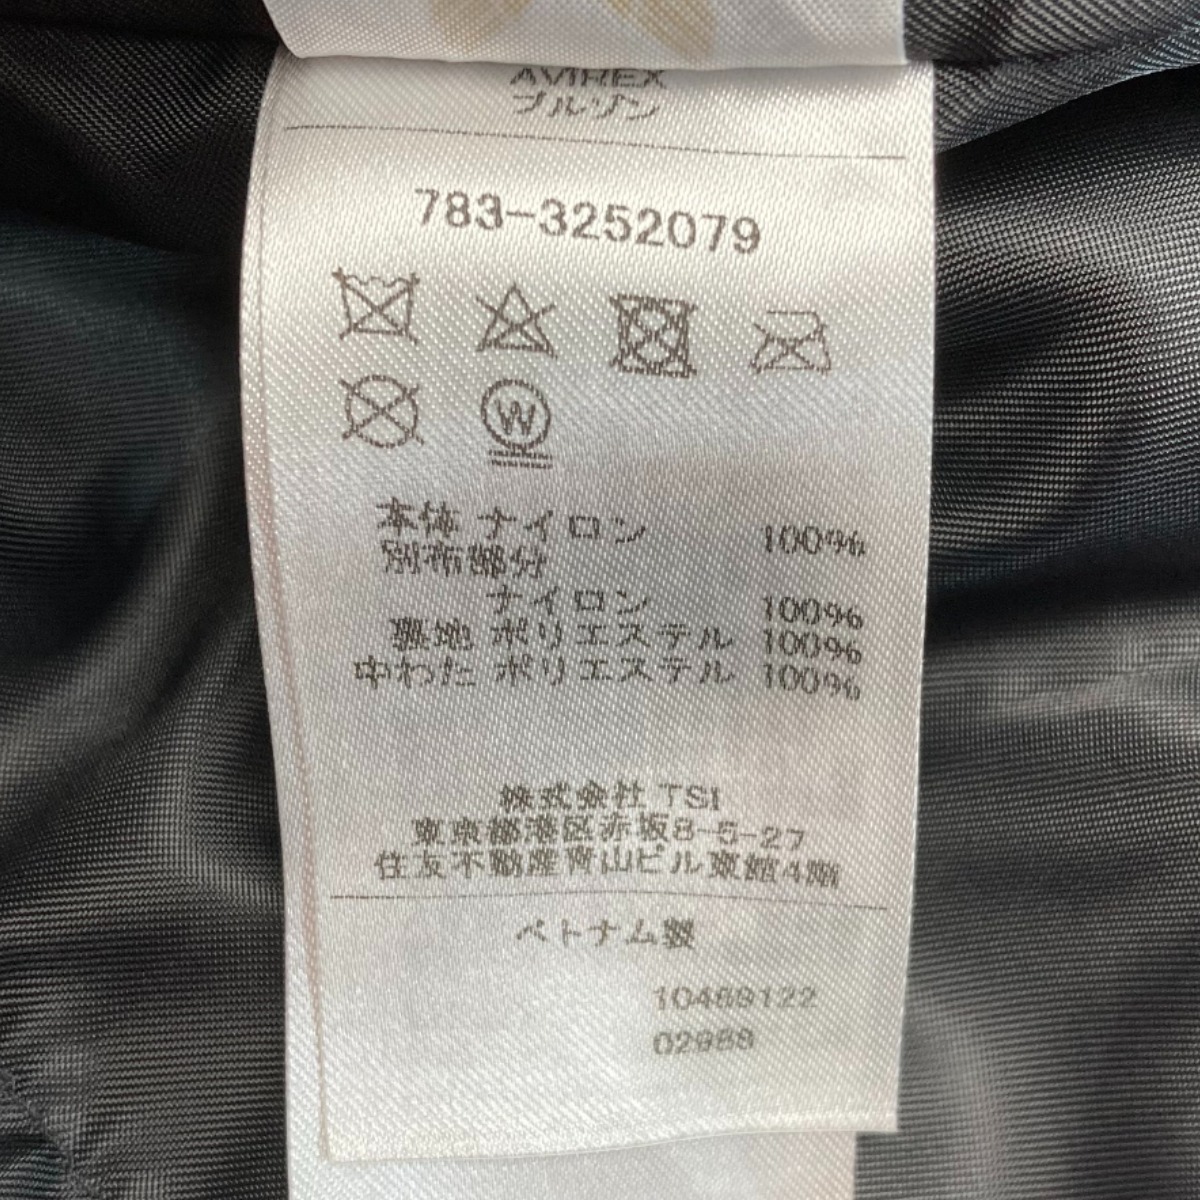 AVIREX
ブルゾン
783-3252079
W
本体 ナイロン 100%
別布部分
ナイロン 100%
裏地 ポリエステル 100%
中わた ポリエステル 100%
株式会社 TSI
東京都港区赤坂8-5-27
住友不動産青山ビル東館4階
ベトナム製
10469122
02988